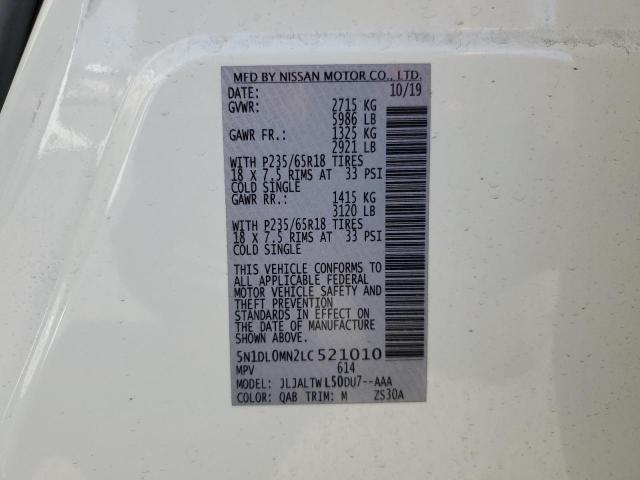 MFD BY NISSAN MOTOR CO., LTD.
DATE: 10/19
GVWR: 2715 KG
5986 LB
GAWR FR.: 1325 KG
2921 LB
WITH P235/65R18 TIRES
18 X 7.5 RIMS AT 33 PSI
COLD SINGLE
GAWR RR.: 1415 KG
3120 LB
WITH P235/65R18 TIRES
18 X 7.5 RIMS AT 33 PSI
COLD SINGLE
THIS VEHICLE CONFORMS TO
ALL APPLICABLE FEDERAL
MOTOR VEHICLE SAFETY AND
THEFT PREVENTION
STANDARDS IN EFFECT ON
THE DATE OF MANUFACTURE
SHOWN ABOVE.
5N1DL0MN2LC521010
MPV 614
MODEL: JLJALTWL50DU7--AAA
COLOR: QAB TRIM: M ZS30A